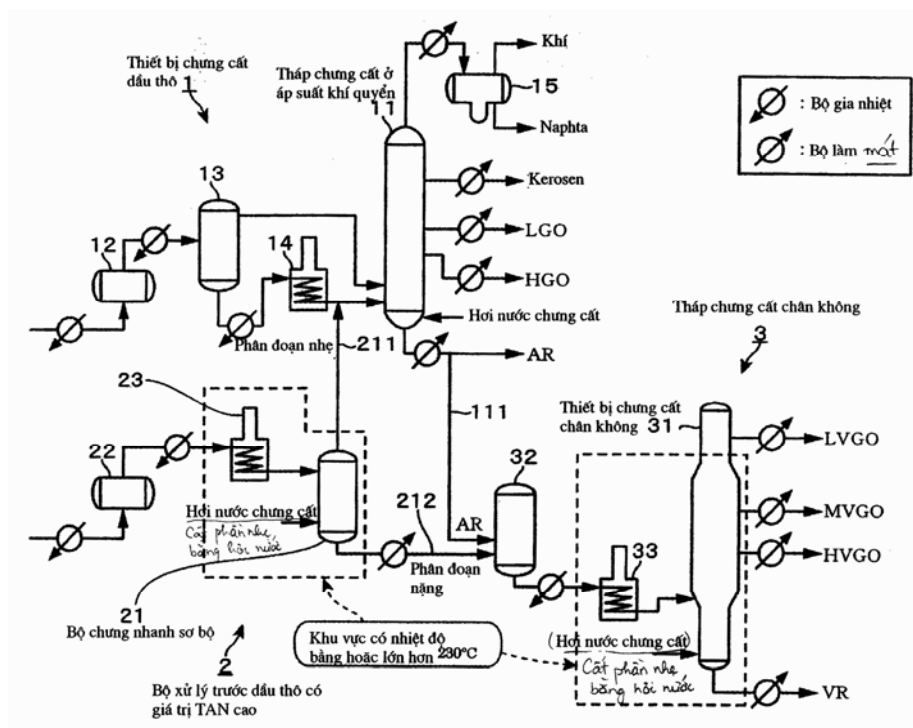 Thiết bị chưng cất
dầu thô 1
Tháp chưng cất ở
áp suất khí quyển
11
Khí
15
Naphta
: Bộ gia nhiệt
: Bộ làm mát
13
Kerosen
12
14
LGO
HGO
Hơi nước chưng cất
Phân đoạn nhẹ
211
AR
Tháp chưng cất chân không
3
23
111
Thiết bị chưng cất
chân không 31
LVGO
22
32
Hơi nước chưng cất
Cất phần nhẹ
bằng hơi nước
212
AR
MVGO
HVGO
33
Phân đoạn
nặng
21
Bộ chưng nhanh sơ bộ
Khu vực có nhiệt độ
bằng hoặc lớn hơn 230°C
(Hơi nước chưng cất)
Cất phần nhẹ
bằng hơi nước
2
Bộ xử lý trước dầu thô có
giá trị TAN cao
VR